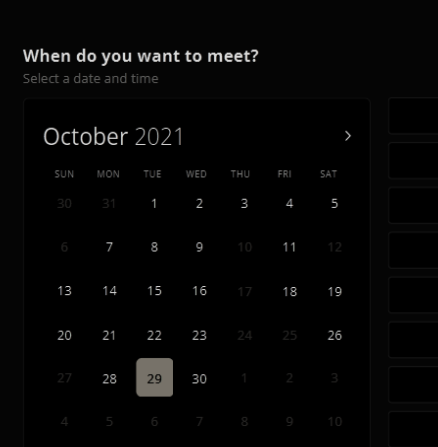 When do you want to meet?
Select a date and time
October 2021
SUN MON TUE WED THU FRI SAT
30 31 1 2 3 4 5
6 7 8 9 10 11 12
13 14 15 16 17 18 19
20 21 22 23 24 25 26
27 28 29 30 1 2 3
4 5 6 7 8 9 10